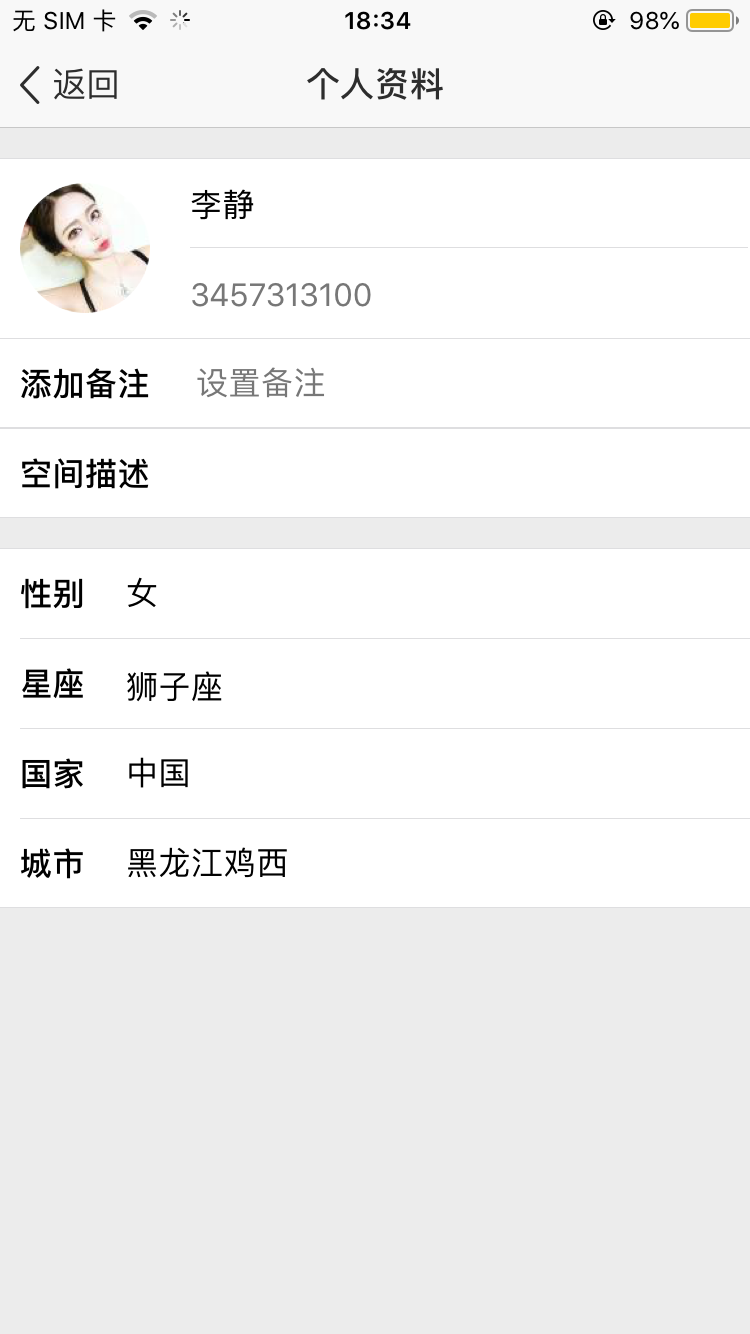 无 SIM 卡 18:34 98%
返回 个人资料
李静
3457313100
添加备注 设置备注
空间描述
性别 女
星座 狮子座
国家 中国
城市 黑龙江鸡西